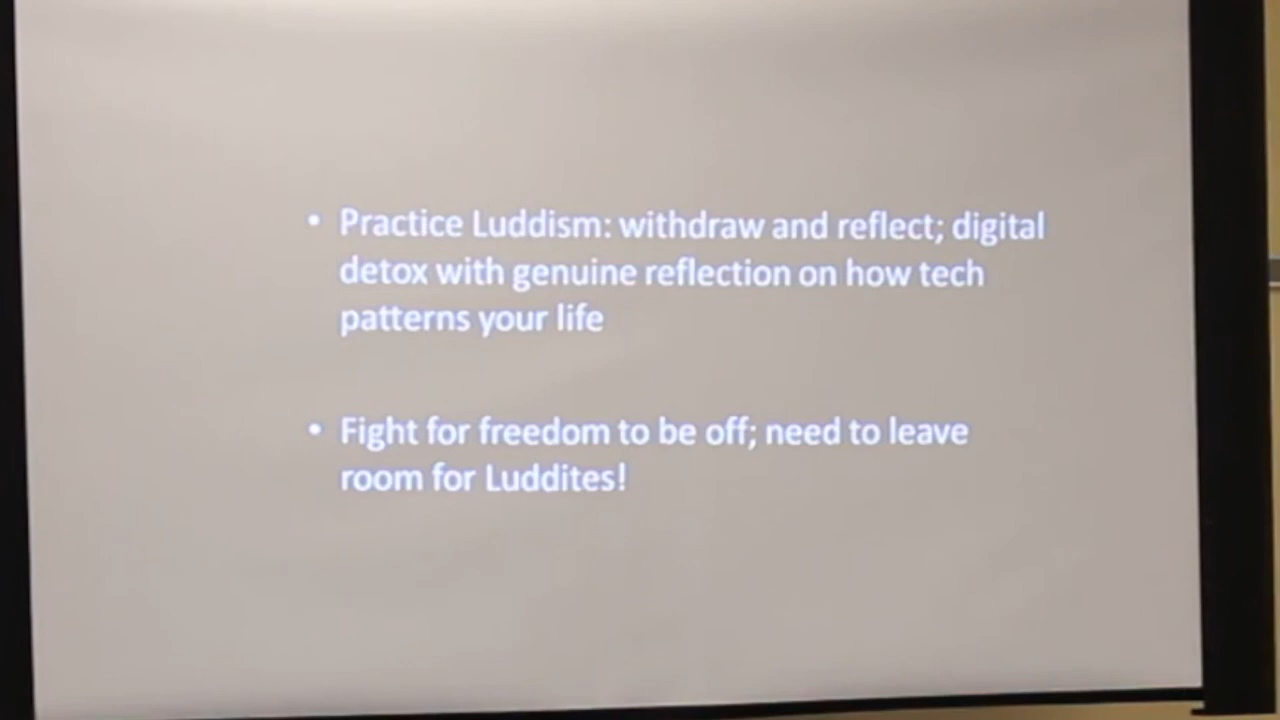 • Practice Luddism: withdraw and reflect; digital
detox with genuine reflection on how tech
patterns your life
• Fight for freedom to be off; need to leave
room for Luddites!